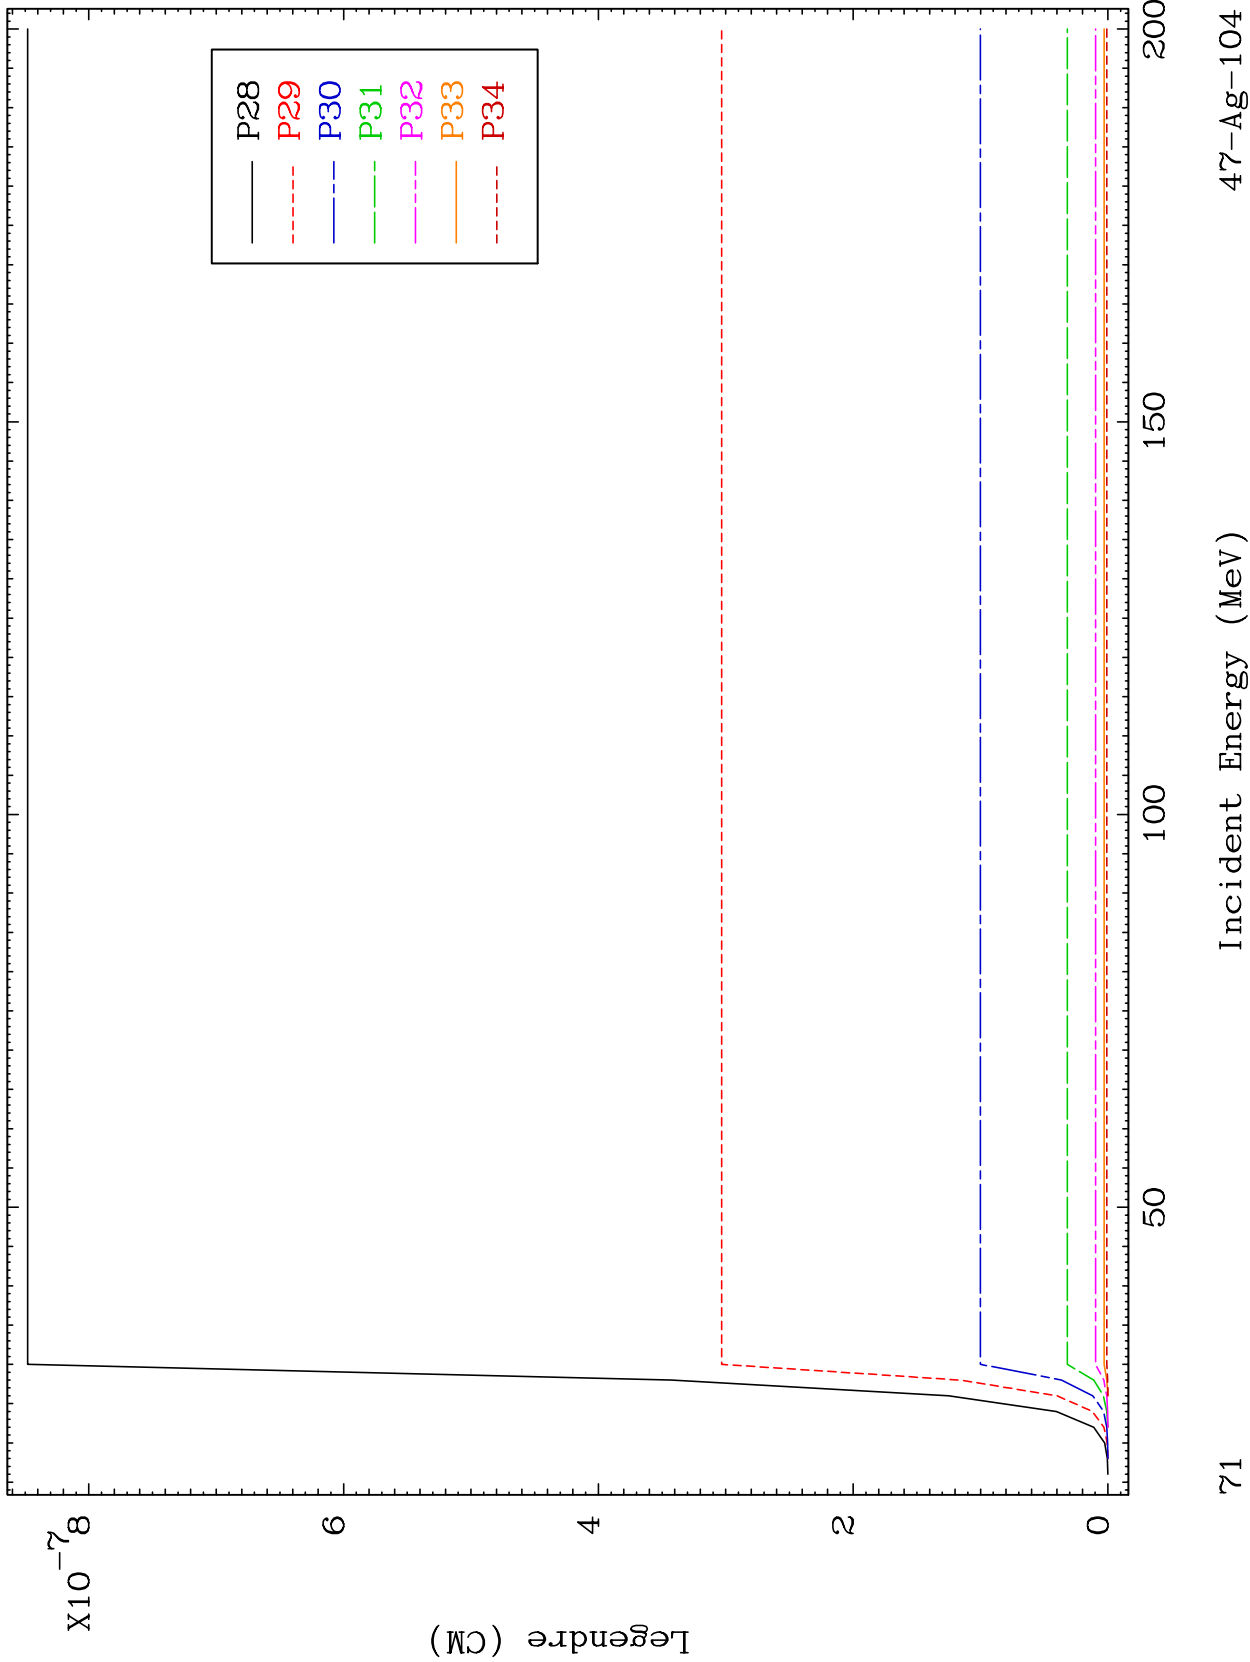 X10-7
8
6
4
2
0
Legendre (CM)
P28
P29
P30
P31
P32
P33
P34
50
100
150
200
71
Incident Energy (MeV)
47-Ag-104